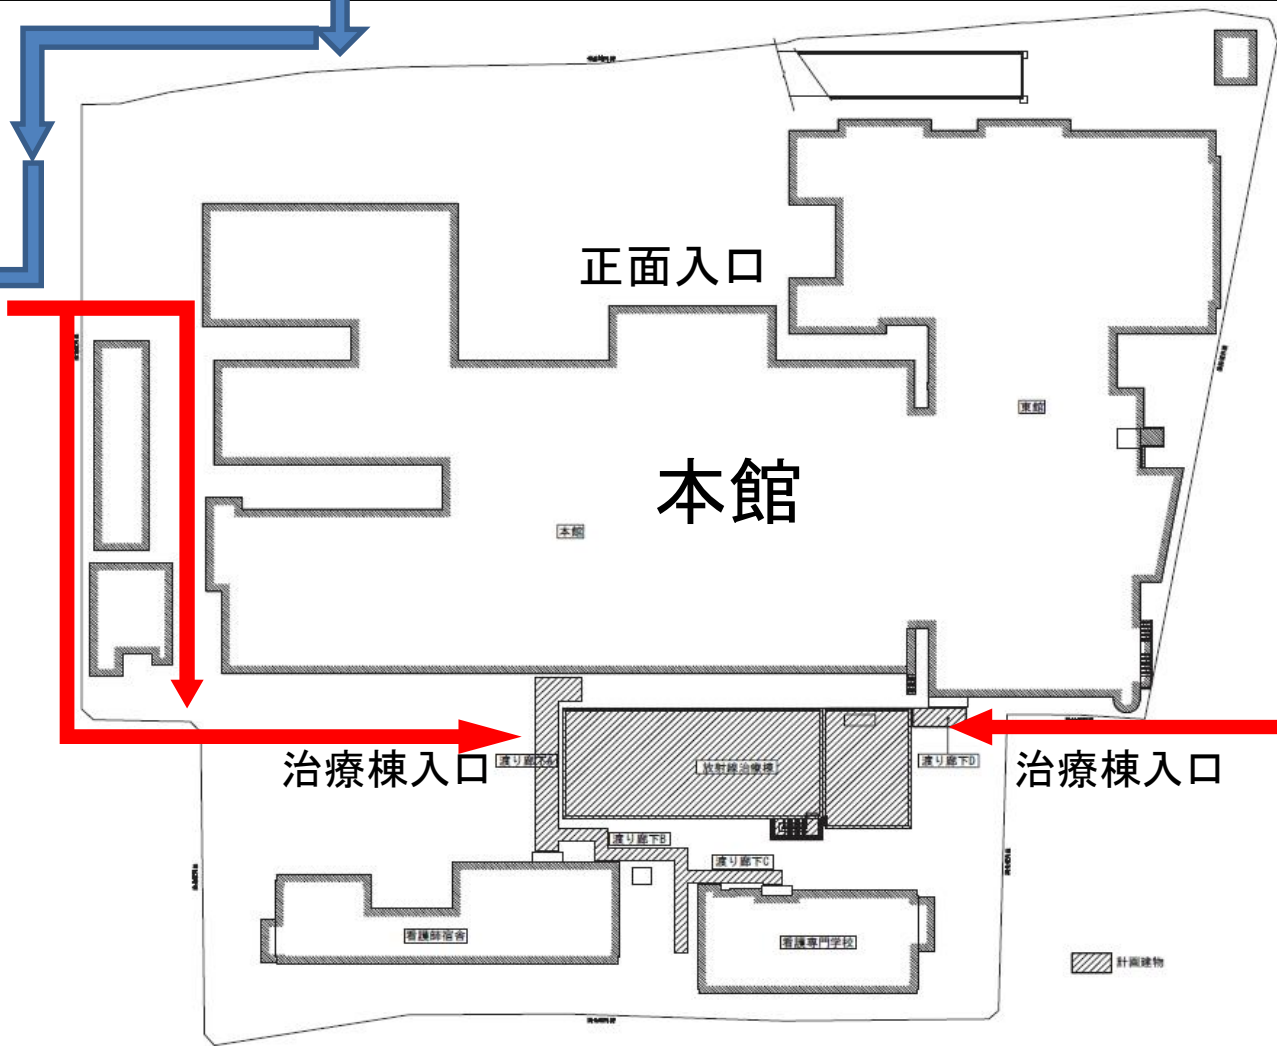 正面入口
東館
本館
本館
治療棟入口
渡り廊下A
放射線治療棟
渡り廊下D
治療棟入口
渡り廊下B
渡り廊下C
看護師宿舎
看護専門学校
計画建物